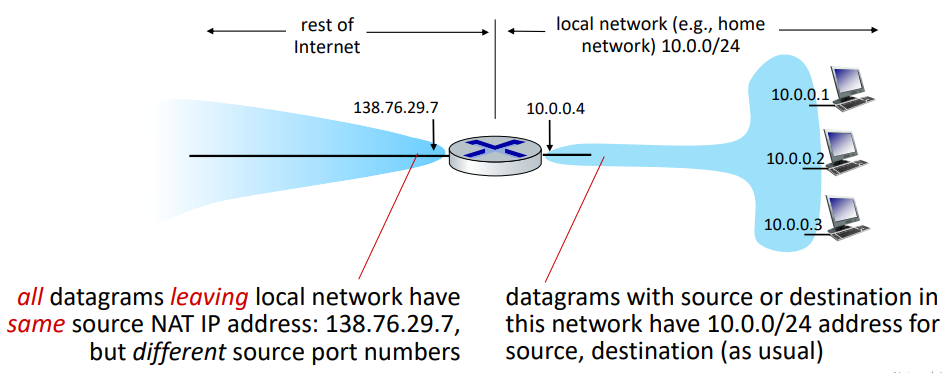 rest of
Internet
local network (e.g., home
network) 10.0.0/24
138.76.29.7
10.0.0.4
10.0.0.1
10.0.0.2
10.0.0.3
all datagrams leaving local network have
same source NAT IP address: 138.76.29.7,
but different source port numbers
datagrams with source or destination in
this network have 10.0.0/24 address for
source, destination (as usual)